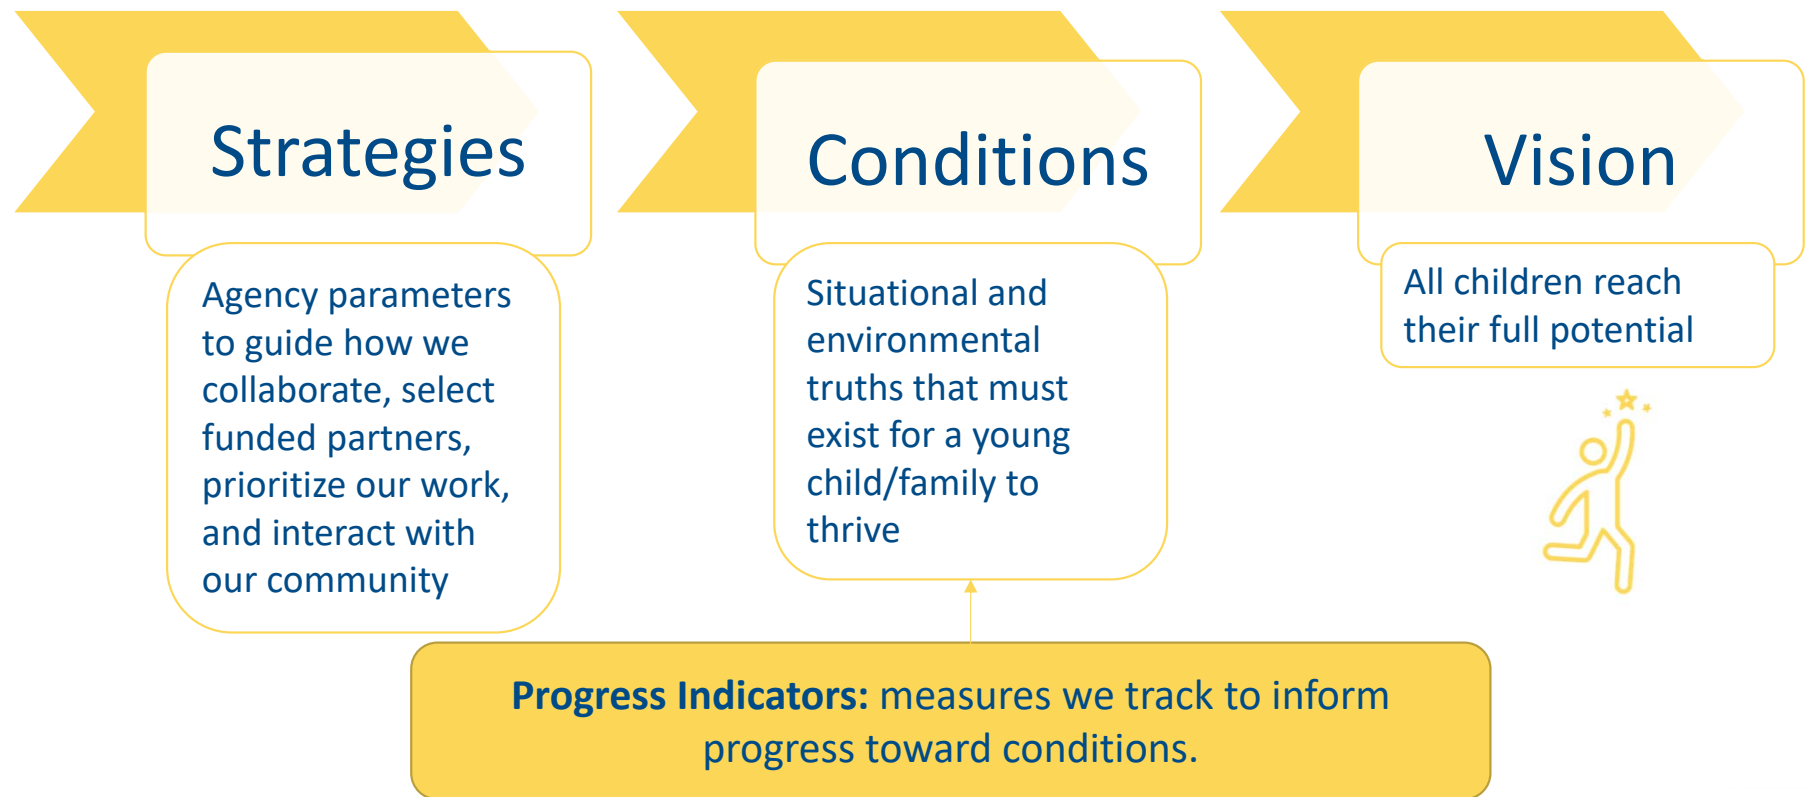 Strategies
Agency parameters
to guide how we
collaborate, select
funded partners,
prioritize our work,
and interact with
our community
Conditions
Situational and
environmental
truths that must
exist for a young
child/family to
thrive
Vision
All children reach
their full potential
Progress Indicators: measures we track to inform
progress toward conditions.